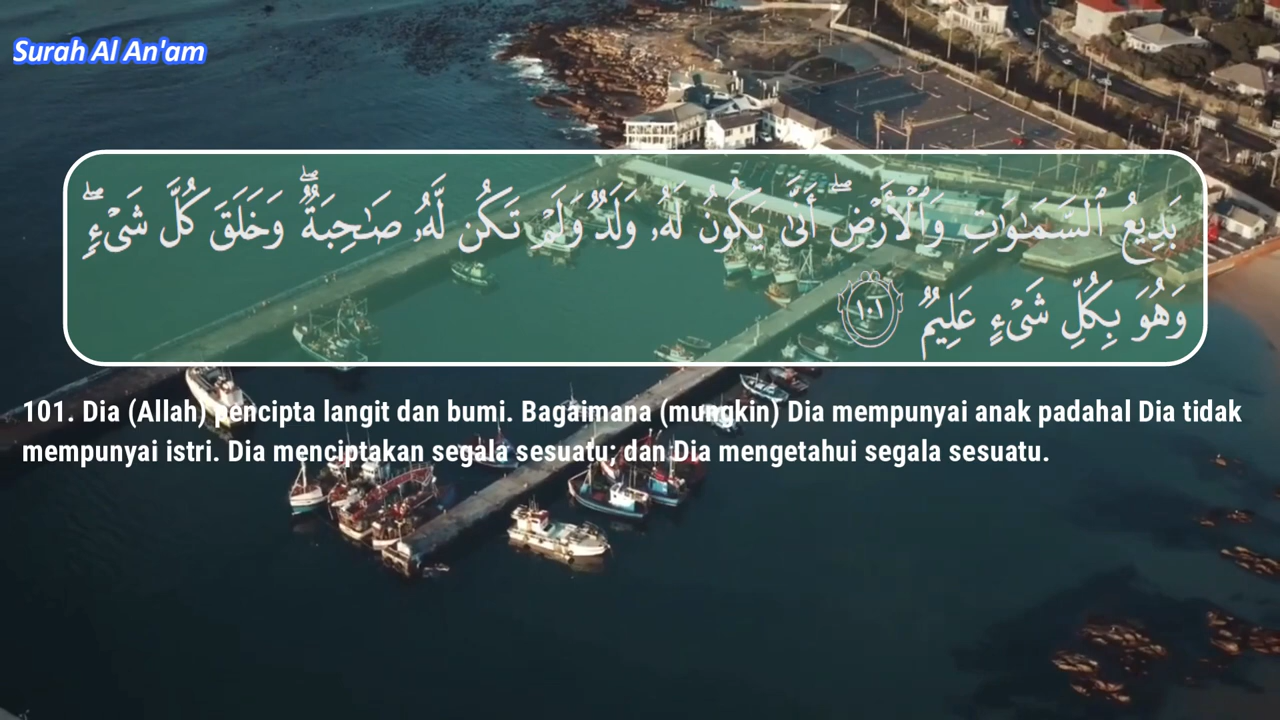 Surah Al An'am
بَدِيعُ ٱلسَّمَـٰوَٰتِ وَٱلْأَرْضِ ۖ أَنَّىٰ يَكُونُ لَهُۥ وَلَدٌ وَلَمْ تَكُن لَّهُۥ صَـٰحِبَةٌ ۖ وَخَلَقَ كُلَّ شَىْءٍ ۖ
وَهُوَ بِكُلِّ شَىْءٍ عَلِيمٌ ١٠١
101. Dia (Allah) pencipta langit dan bumi. Bagaimana (mungkin) Dia mempunyai anak padahal Dia tidak
mempunyai istri. Dia menciptakan segala sesuatu; dan Dia mengetahui segala sesuatu.